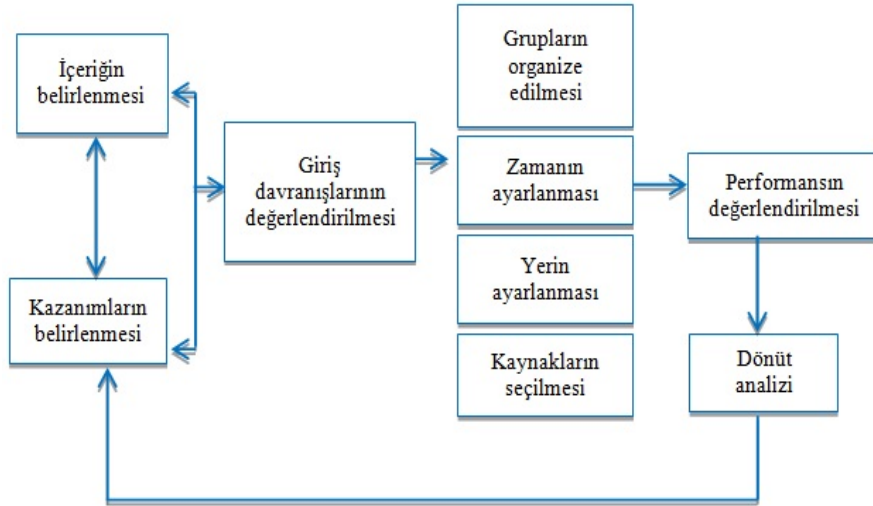 İçeriğin
belirlenmesi
Kazanımların
belirlenmesi
Giriş
davranışlarının
değerlendirilmesi
Grupların
organize
edilmesi
Zamanın
ayarlanması
Yerin
ayarlanması
Kaynakların
seçilmesi
Performansın
değerlendirilmesi
Dönüt
analizi